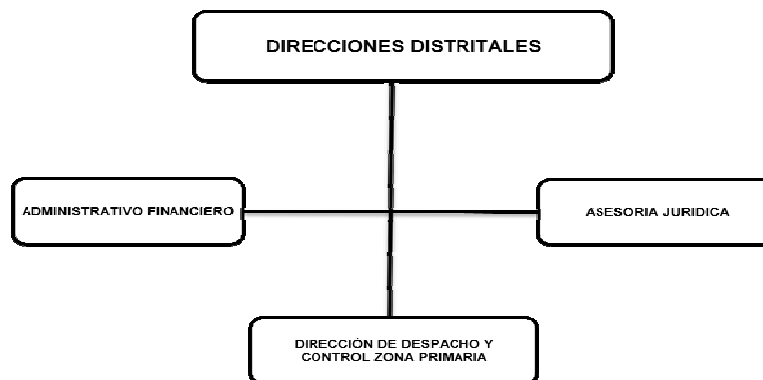 DIRECCIONES DISTRITALES
ADMINISTRATIVO FINANCIERO
ASESORIA JURIDICA
DIRECCIÓN DE DESPACHO Y
CONTROL ZONA PRIMARIA